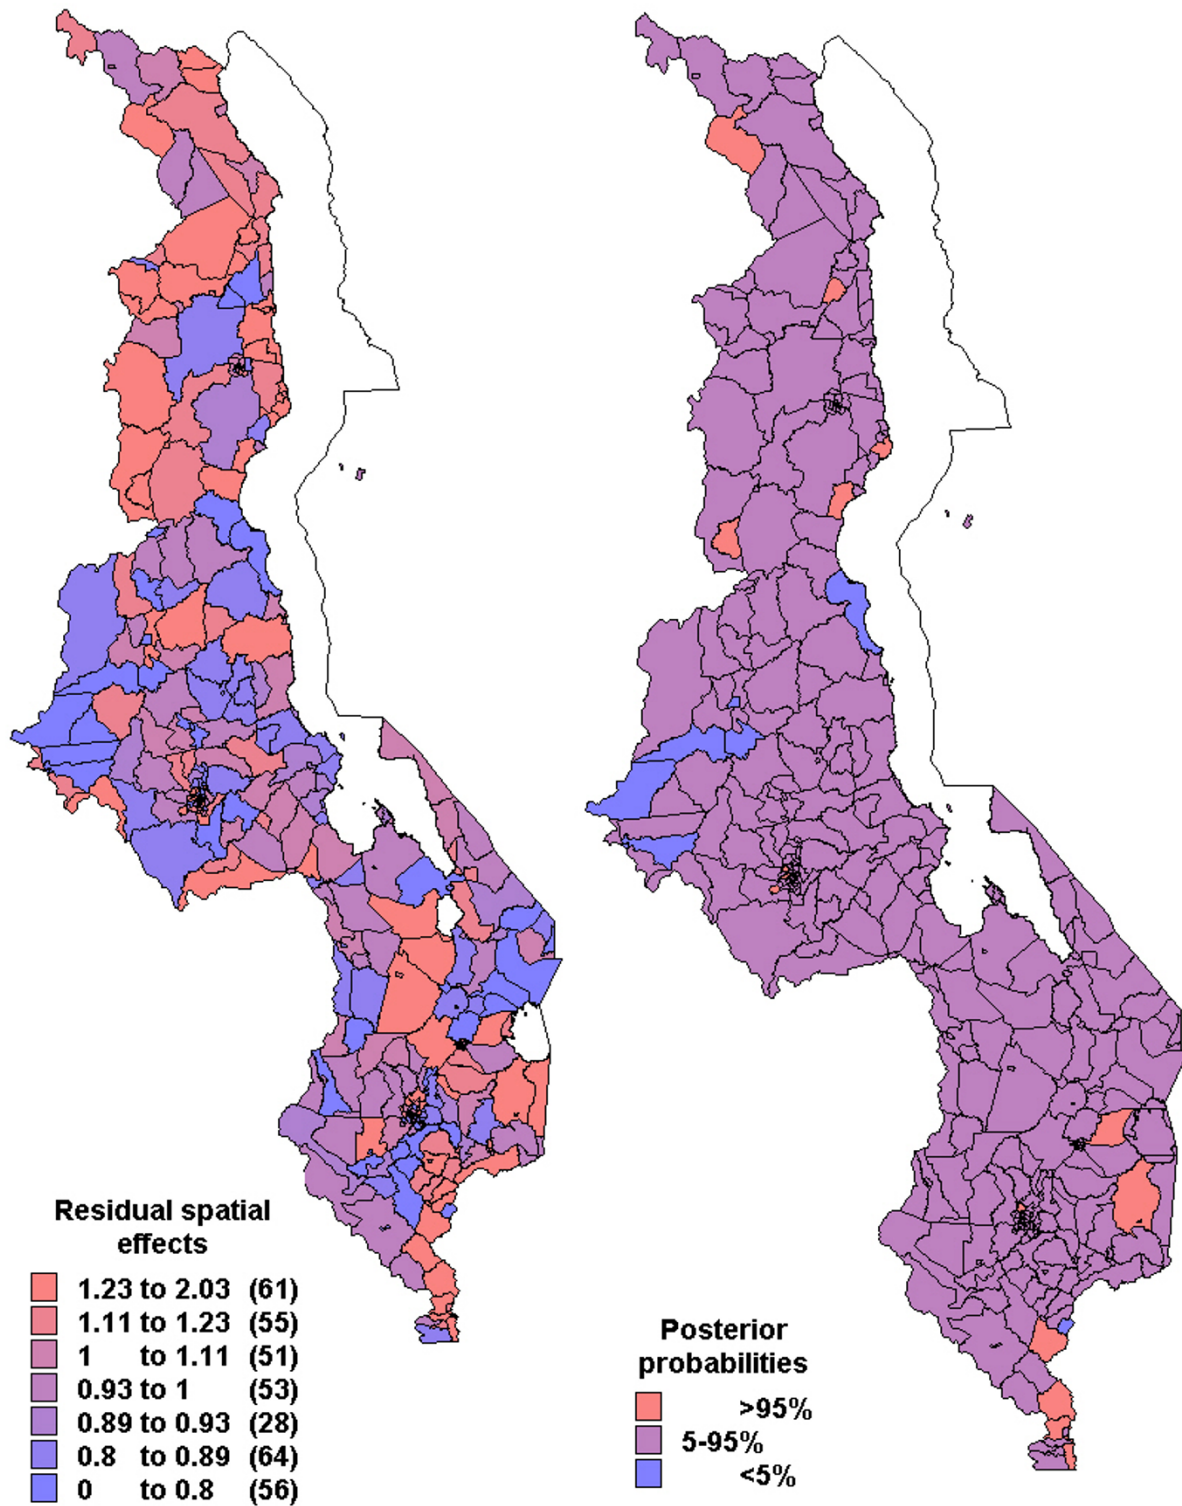 Residual spatial
effects
1.23 to 2.03 (61)
1.11 to 1.23 (55)
1 to 1.11 (51)
0.93 to 1 (53)
0.89 to 0.93 (28)
0.8 to 0.89 (64)
0 to 0.8 (56)
Posterior
probabilities
>95%
5-95%
<5%